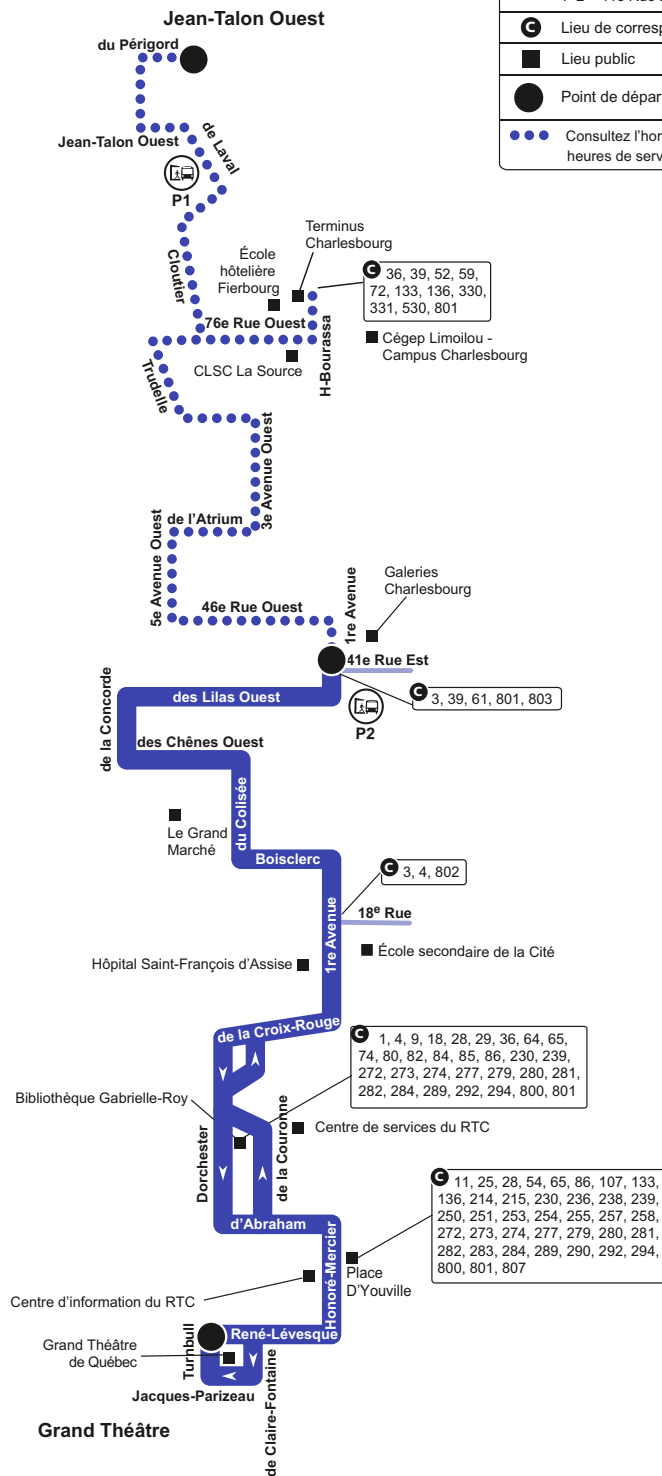 Jean-Talon Ouest
du Périgord
Lieu public
Jean-Talon Ouest
de Laval
P1
Cloutier
Terminus
Charlesbourg
École
hôtelière
Fierbourg
C 36, 39, 52, 59,
72, 133, 136, 330,
331, 530, 801
76e Rue Ouest
H-Bourassa
Cégep Limoilou -
Campus Charlesbourg
CLSC La Source
Trudelle
3e Avenue Ouest
de l'Atrium
5e Avenue Ouest
46e Rue Ouest
1re Avenue
Galeries
Charlesbourg
41e Rue Est
C 3, 39, 61, 801, 803
P2
des Lilas Ouest
de la Concorde
des Chênes Ouest
du Colisée
Le Grand
Marché
Boisclerc
C 3, 4, 802
18e Rue
1re Avenue
École secondaire de la Cité
Hôpital Saint-François d'Assise
de la Croix-Rouge
C 1, 4, 9, 18, 28, 29, 36, 64, 65,
74, 80, 82, 84, 85, 86, 230, 239,
272, 273, 274, 277, 279, 280, 281,
282, 284, 289, 292, 294, 800, 801
Bibliothèque Gabrielle-Roy
Centre de services du RTC
Dorchester
de la Couronne
d'Abraham
C 11, 25, 28, 54, 65, 86, 107, 133,
136, 214, 215, 230, 236, 238, 239,
250, 251, 253, 254, 255, 257, 258,
272, 273, 274, 277, 279, 280, 281,
282, 283, 284, 289, 290, 292, 294,
800, 801, 807
Honoré-Mercier
Place
D'Youville
Centre d'information du RTC
René-Lévesque
Turnbull
Grand Théâtre
de Québec
Jacques-Parizeau
de Claire-Fontaine
Grand Théâtre
C Lieu de
Point de
Consultez
heures de